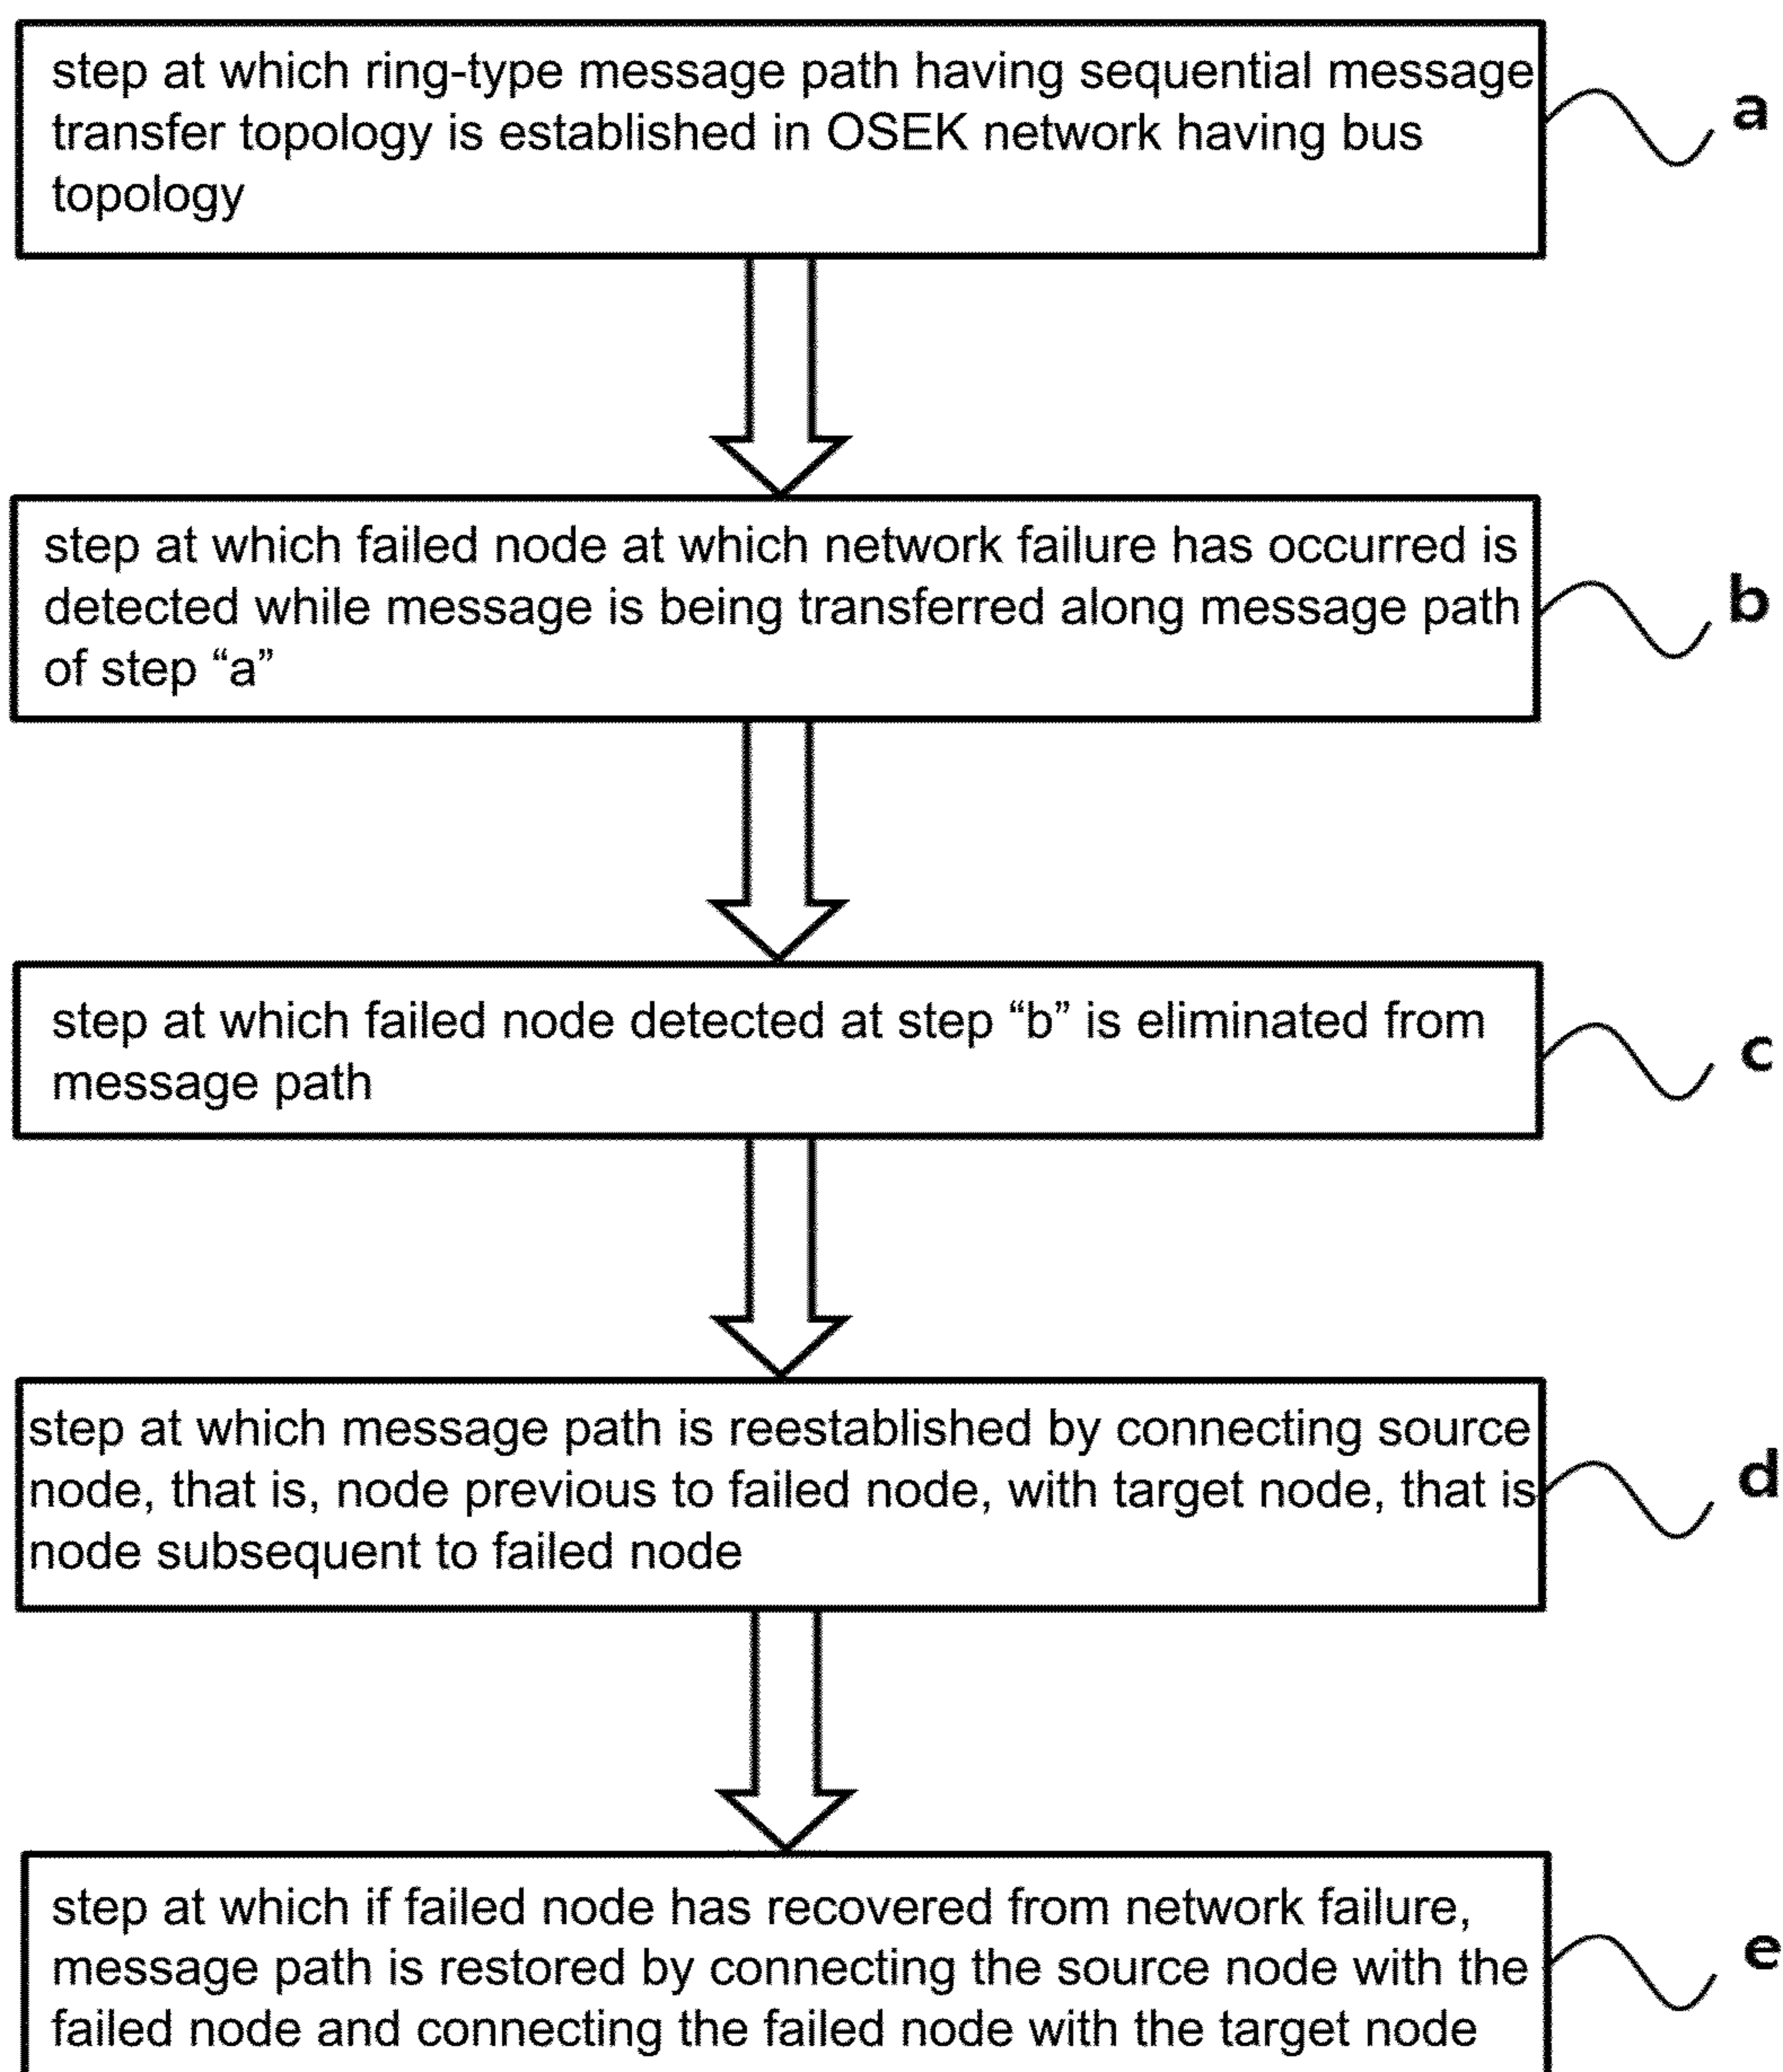 step at which ring-type message path having sequential message
transfer topology is established in OSEK network having bus
topology
a
step at which failed node at which network failure has occurred is
detected while message is being transferred along message path
of step “a”
b
step at which failed node detected at step “b” is eliminated from
message path
c
step at which message path is reestablished by connecting source
node, that is, node previous to failed node, with target node, that is
node subsequent to failed node
d
step at which if failed node has recovered from network failure,
message path is restored by connecting the source node with the
failed node and connecting the failed node with the target node
e